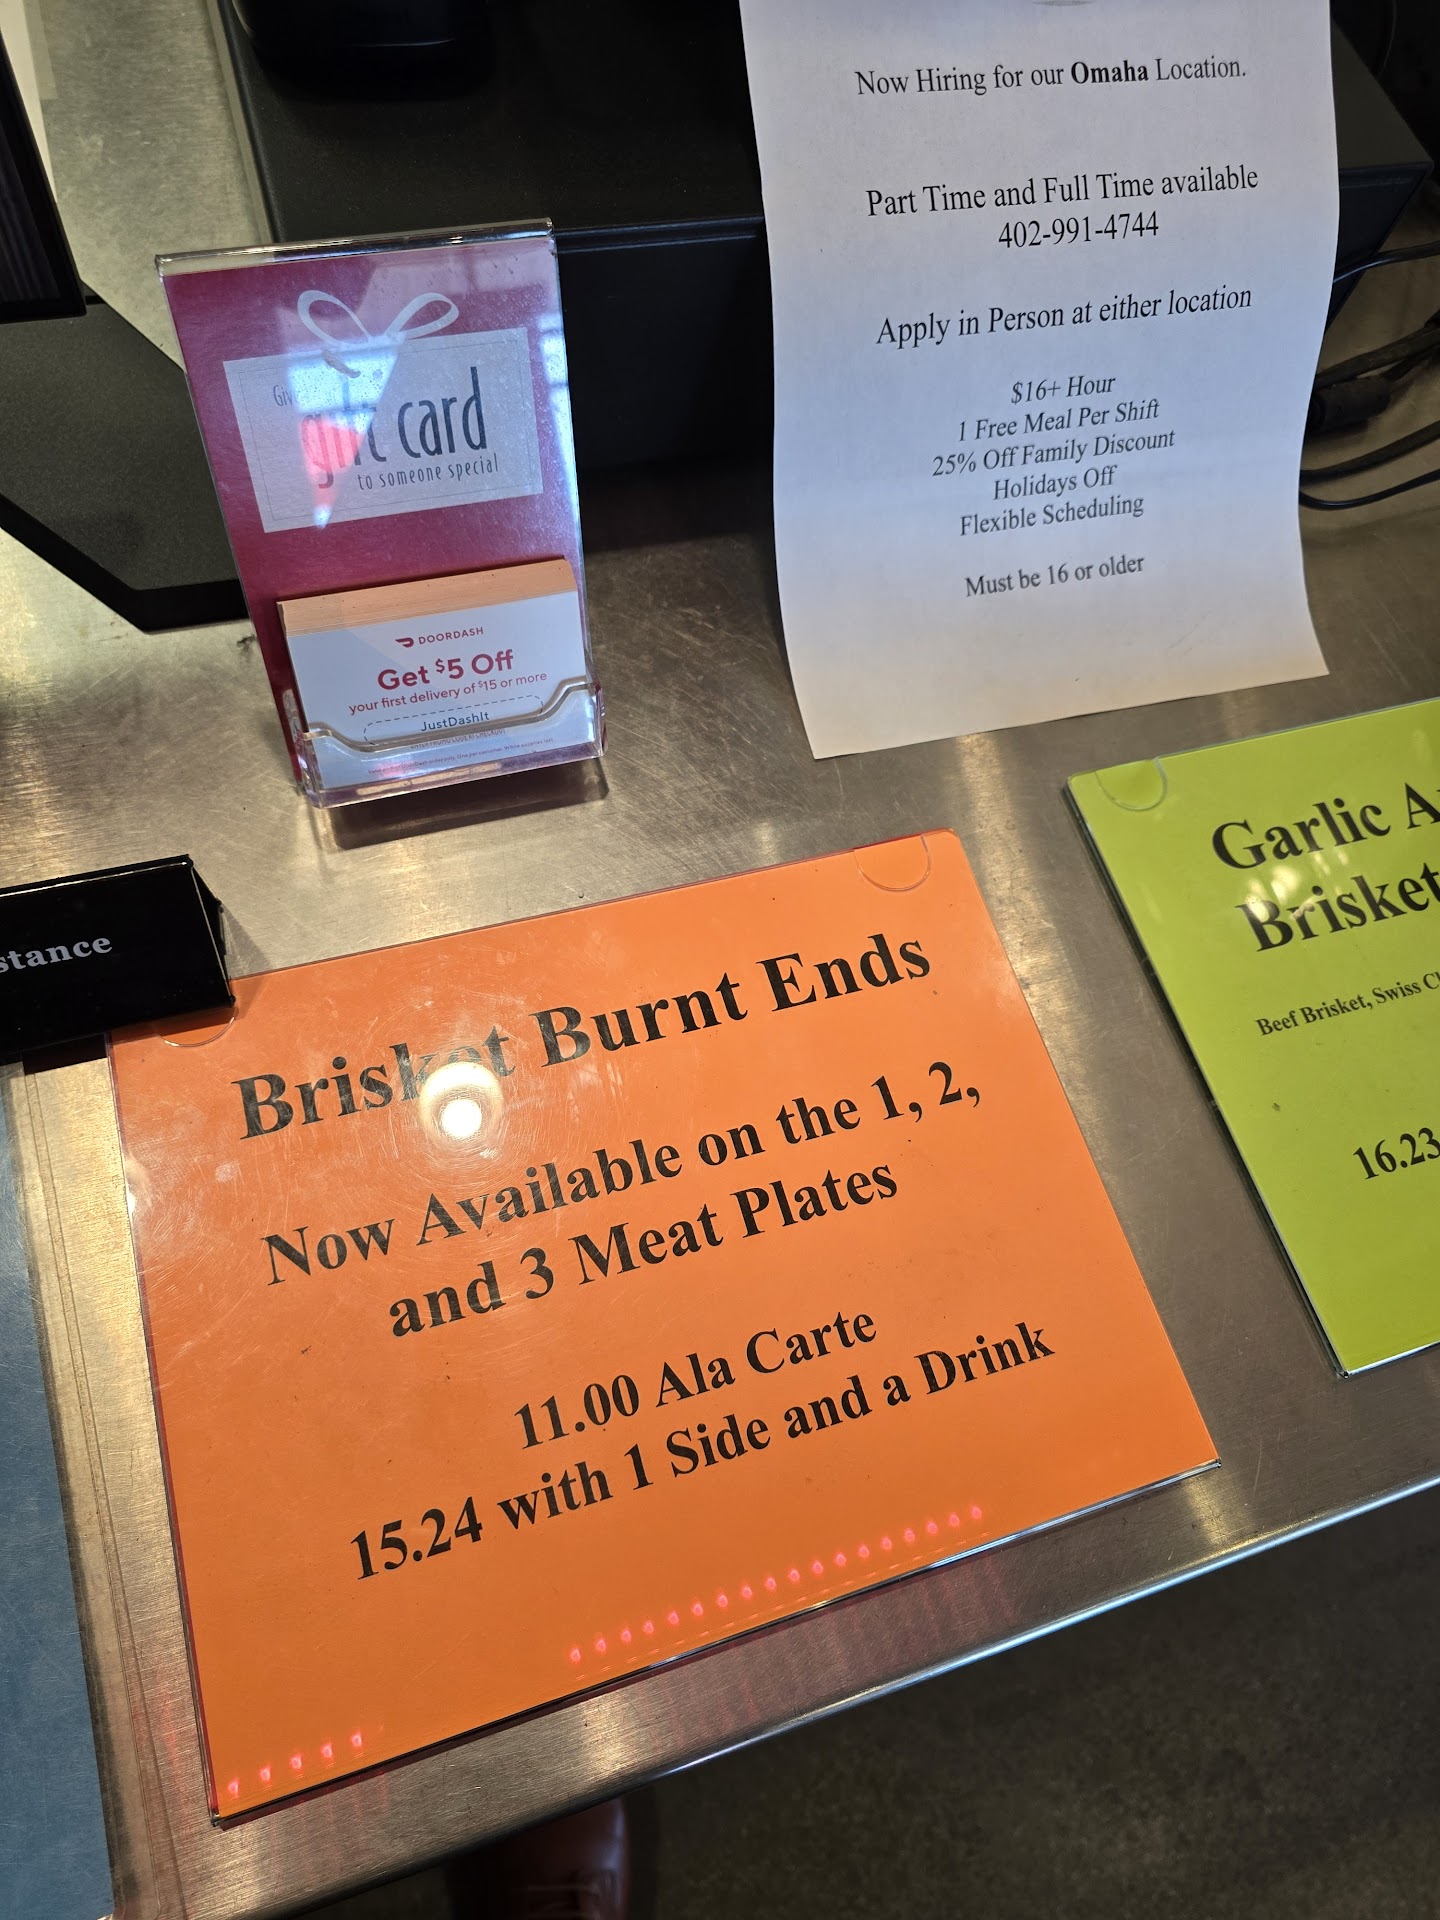 Now Hiring for our Omaha Location.
Part Time and Full Time available
402-991-4744
Apply in Person at either location
$16+ Hour
1 Free Meal Per Shift
25% Off Family Discount
Holidays Off
Flexible Scheduling
Must be 16 or older
gift card
to someone special
DOORDASH
Get $5 Off
your first delivery of $15 or more
JustDashIt
stance
Brisket Burnt Ends
Now Available on the 1, 2,
and 3 Meat Plates
11.00 Ala Carte
15.24 with 1 Side and a Drink
Garlic A
Brisket
Beef Brisket, Swiss C
16.23